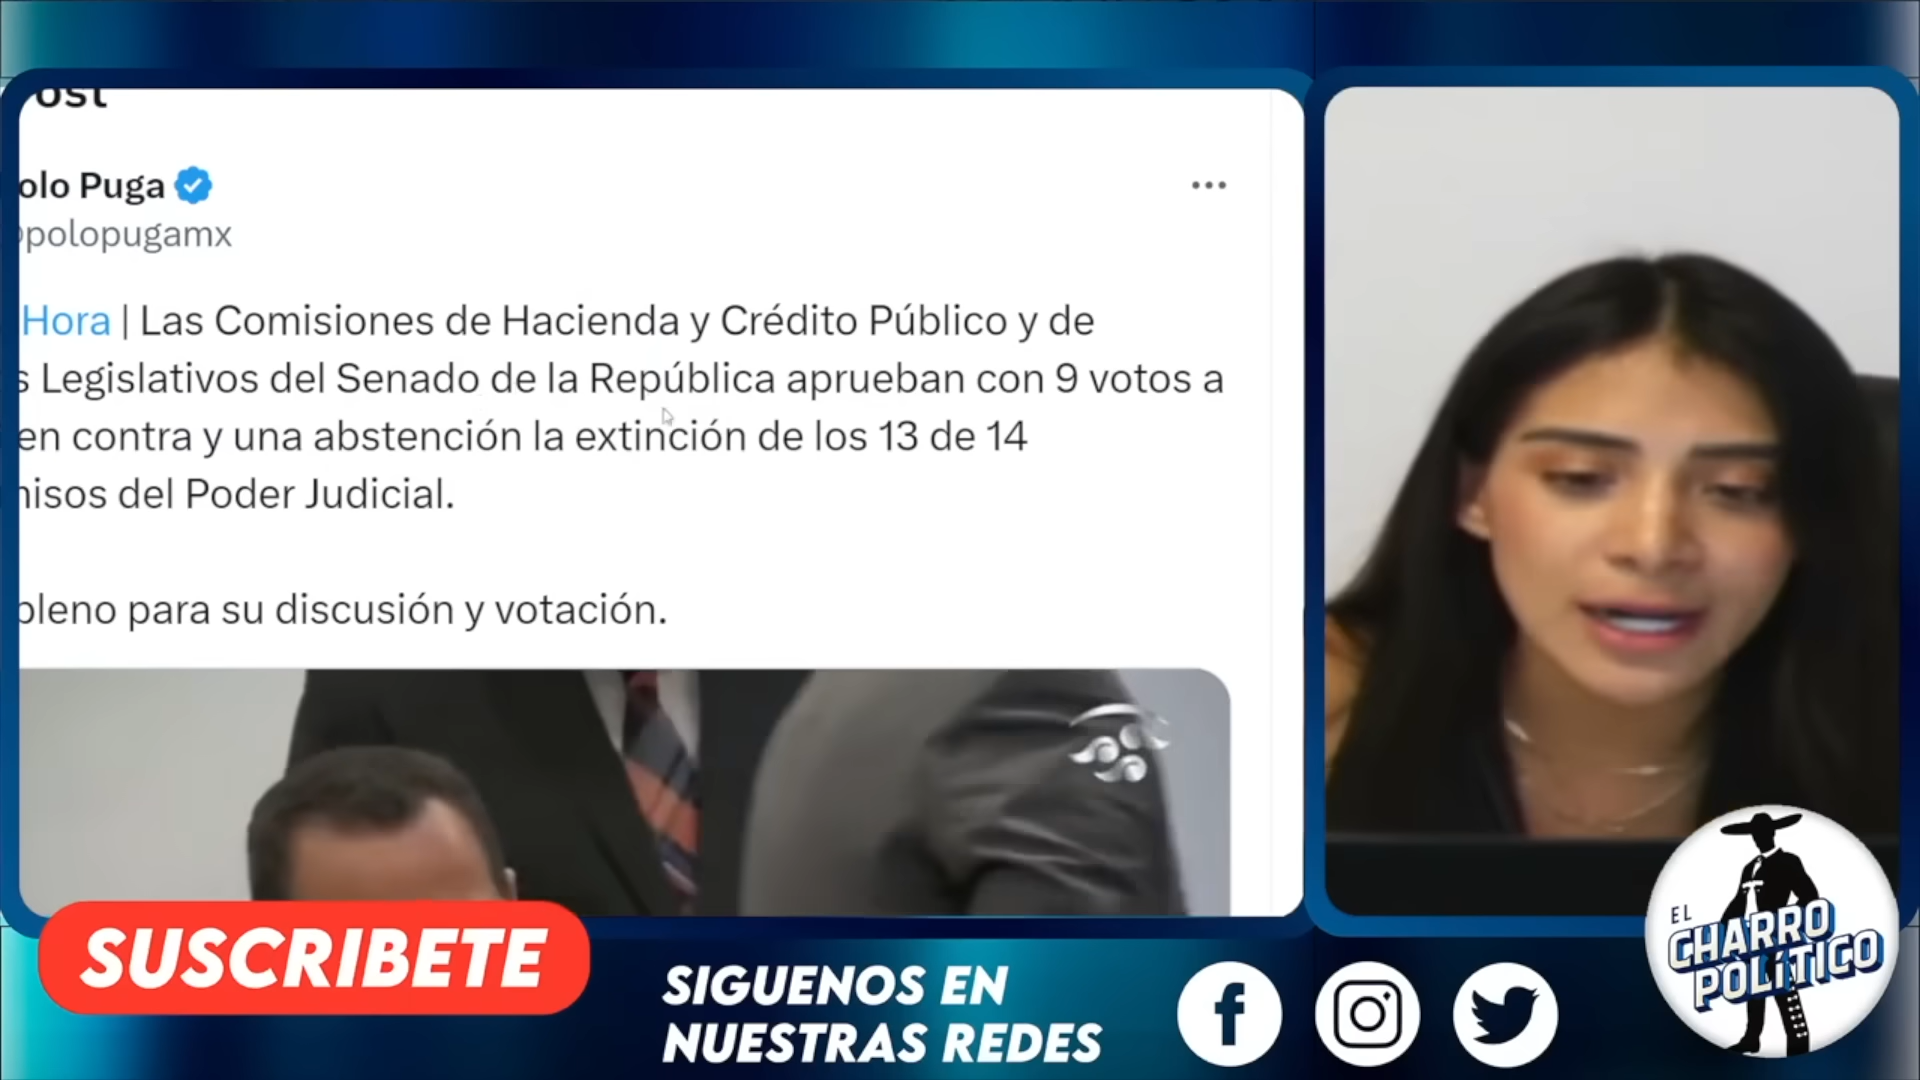 ost
olo Puga
@polopugamx
Hora | Las Comisiones de Hacienda y Crédito Público y de
s Legislativos del Senado de la República aprueban con 9 votos a
en contra y una abstención la extinción de los 13 de 14
isos del Poder Judicial.
pleno para su discusión y votación.
SUSCRIBETE
SIGUENOS EN
NUESTRAS REDES
EL
CHARRO
POLÍTICO